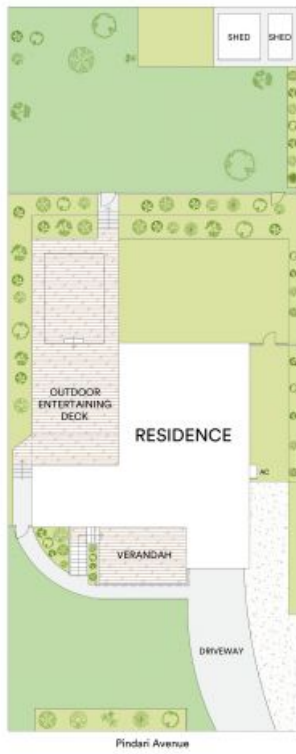 SHED SHED
OUTDOOR
ENTERTAINING
DECK
RESIDENCE
AC
VERANDAH
DRIVEWAY
Pindari Avenue